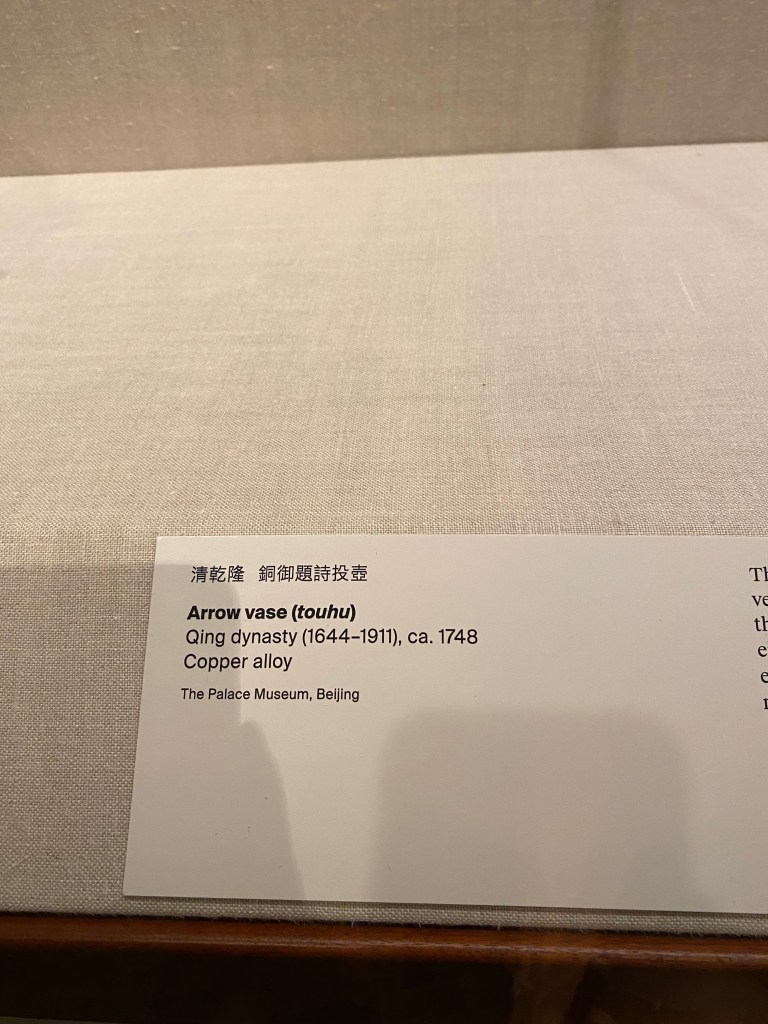 清乾隆 銅御題詩投壺
Arrow vase (touhu)
Qing dynasty (1644–1911), ca. 1748
Copper alloy
The Palace Museum, Beijing